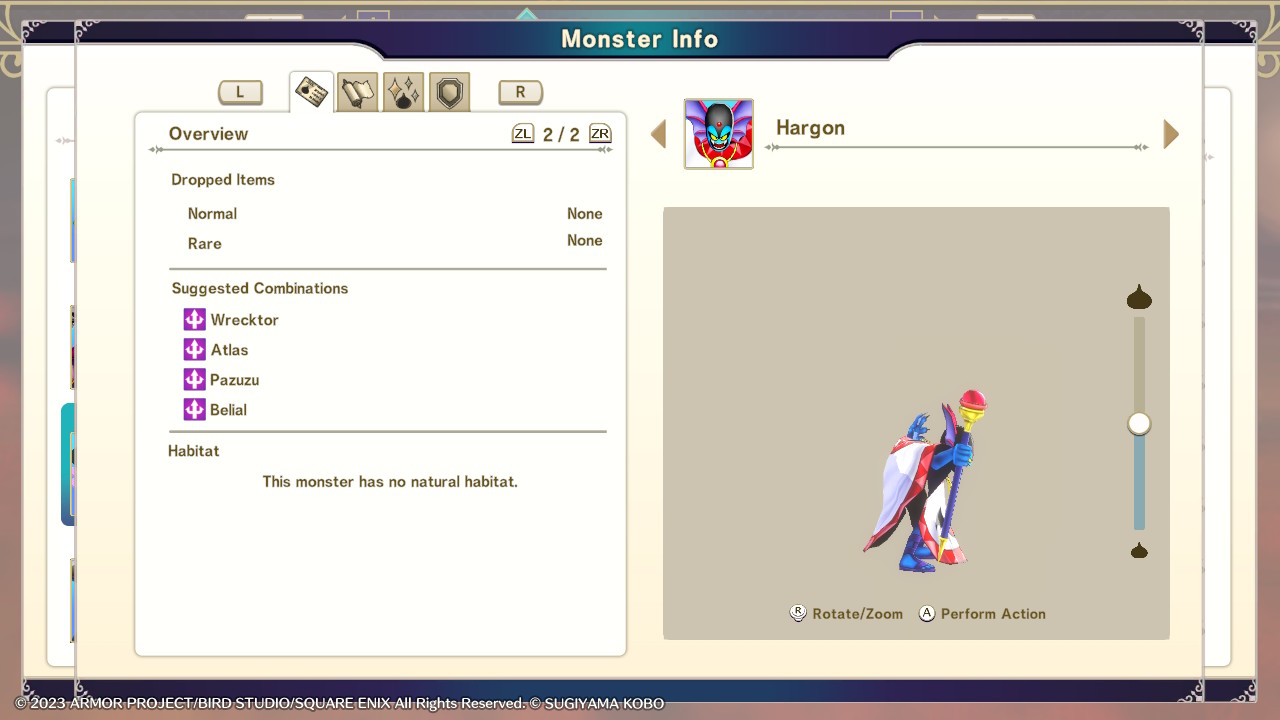 Monster Info
L
R
Overview
ZL 2 / 2 ZR
Dropped Items
Normal None
Rare None
Suggested Combinations
Wrecktor
Atlas
Pazuzu
Belial
Habitat
This monster has no natural habitat.
Hargon
R Rotate/Zoom A Perform Action
© 2023 ARMOR PROJECT/BIRD STUDIO/SQUARE ENIX All Rights Reserved. © SUGIYAMA KOBO